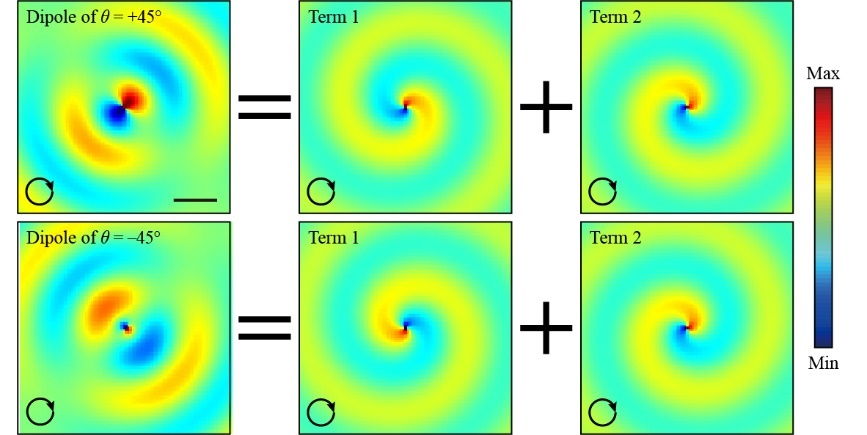 Dipole of θ = +45°
Term 1
Term 2
Max
Dipole of θ = –45°
Term 1
Term 2
Min